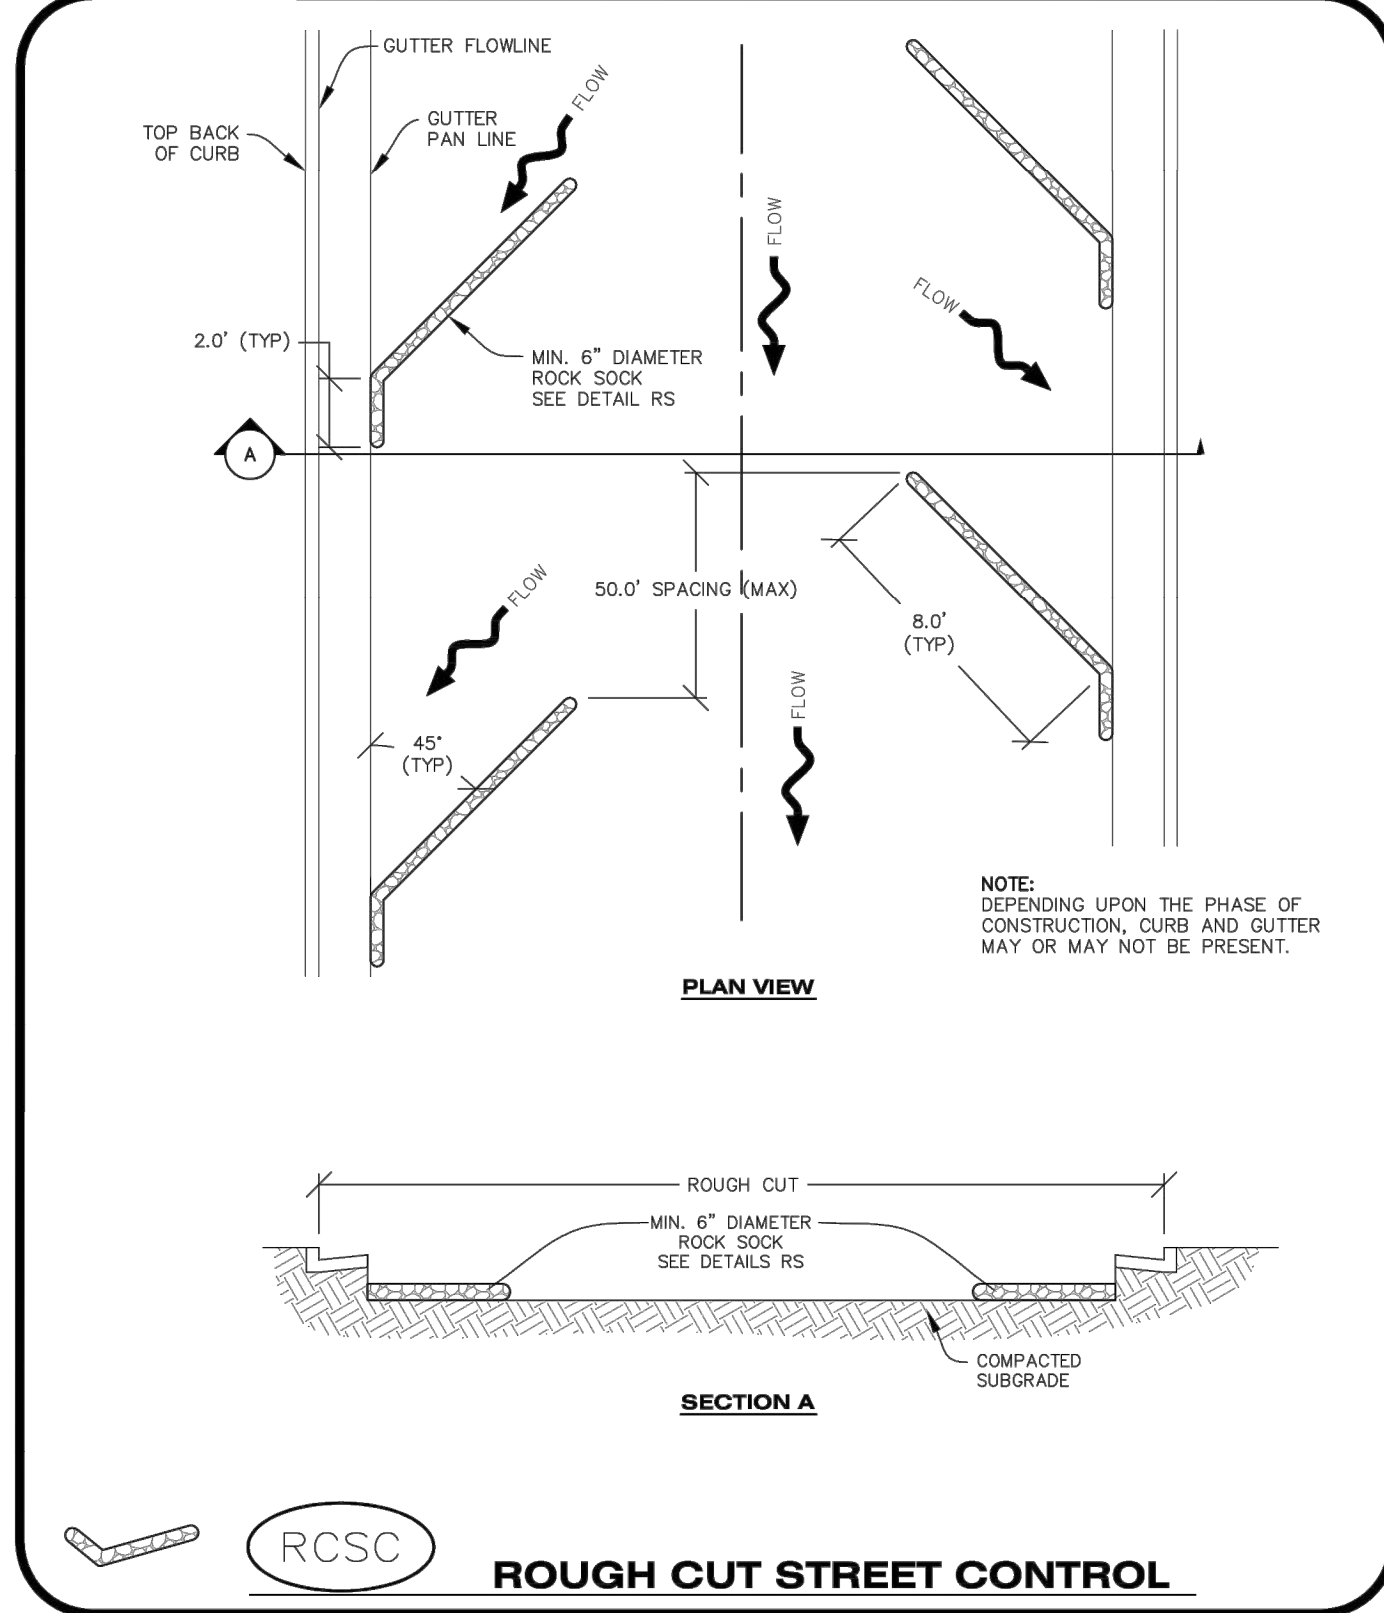 GUTTER FLOWLINE
FLOW
TOP BACK
OF CURB
GUTTER
PAN LINE
FLOW
FLOW
2.0' (TYP)
MIN. 6" DIAMETER
ROCK SOCK
SEE DETAIL RS
A
50.0' SPACING (MAX)
FLOW
8.0'
(TYP)
FLOW
45°
(TYP)
NOTE:
DEPENDING UPON THE PHASE OF
CONSTRUCTION, CURB AND GUTTER
MAY OR MAY NOT BE PRESENT.
PLAN VIEW
ROUGH CUT
MIN. 6" DIAMETER
ROCK SOCK
SEE DETAILS RS
COMPACTED
SUBGRADE
SECTION A
RCSC
ROUGH CUT STREET CONTROL